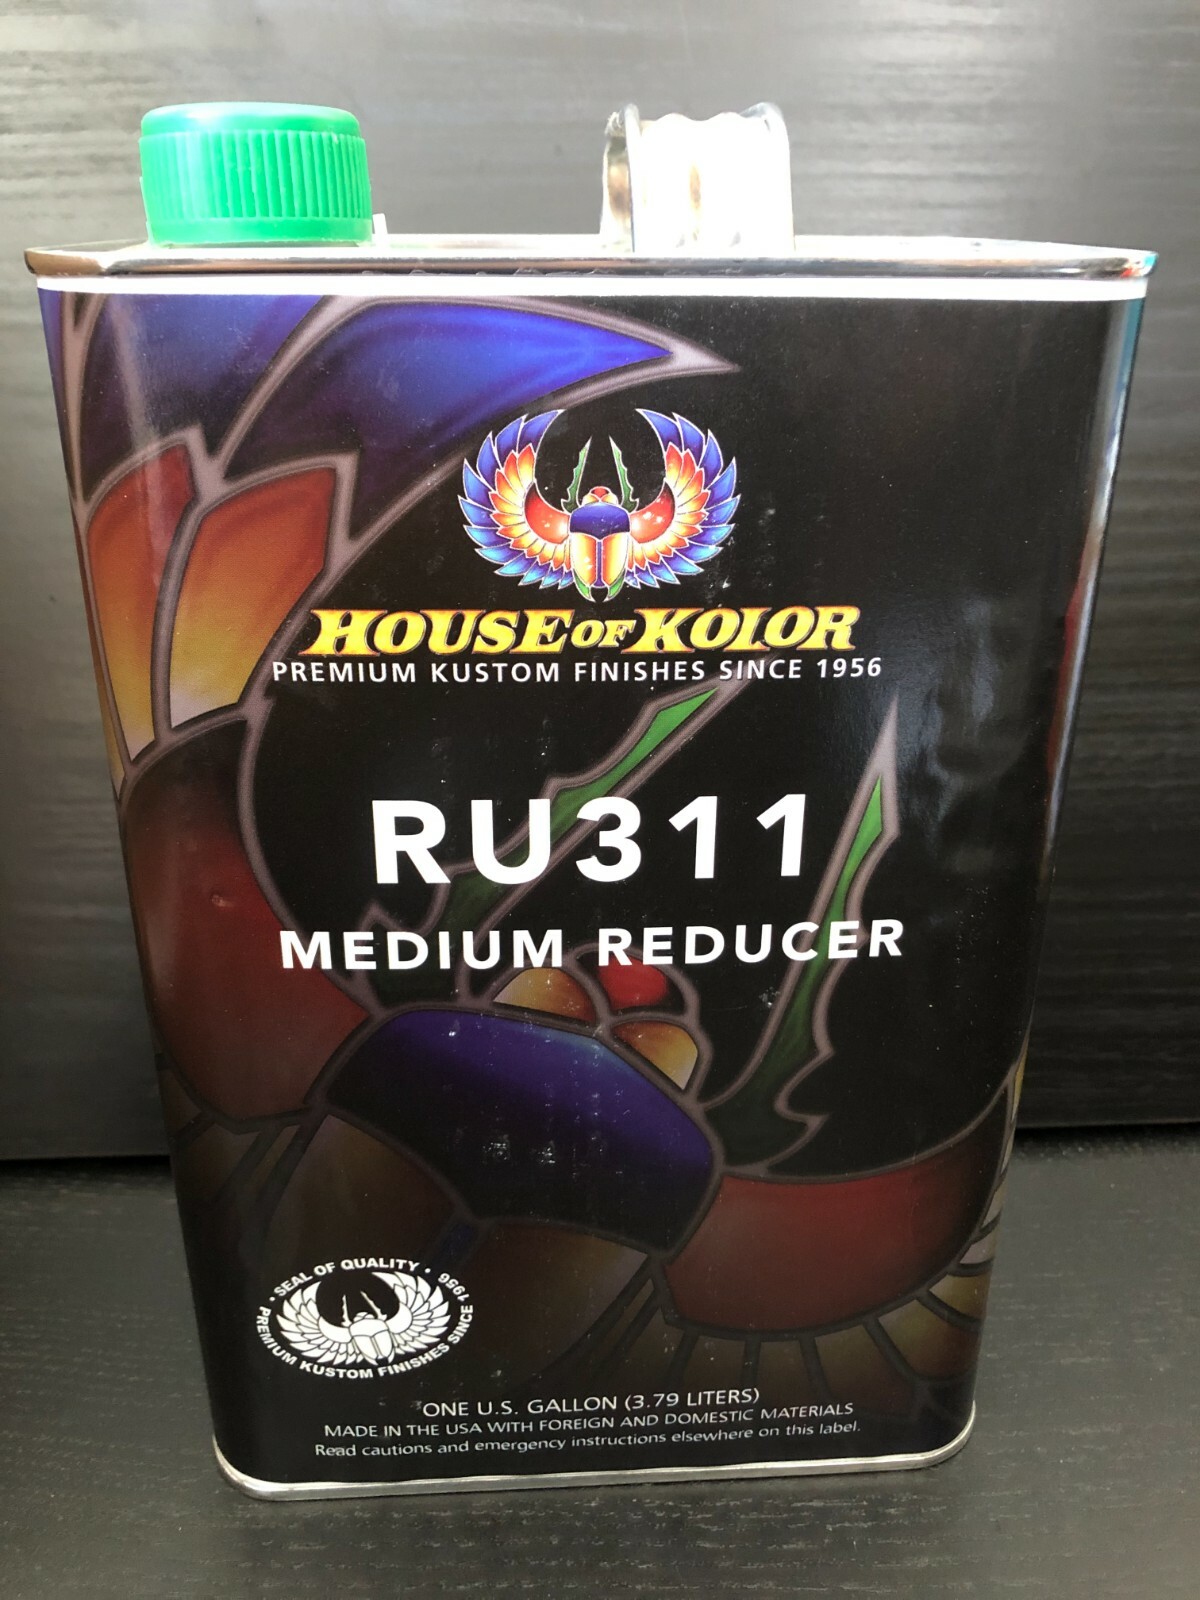 HOUSE OF KOLOR
PREMIUM KUSTOM FINISHES SINCE 1956
RU311
MEDIUM REDUCER
• SEAL OF QUALITY •
PREMIUM KUSTOM FINISHES SINCE 1956
ONE U.S. GALLON (3.79 LITERS)
MADE IN THE USA WITH FOREIGN AND DOMESTIC MATERIALS
Read cautions and emergency instructions elsewhere on this label.